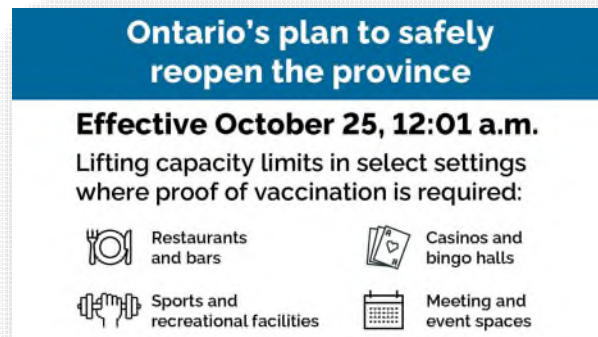 Ontario's plan to safely
reopen the province
Effective October 25, 12:01 a.m.
Lifting capacity limits in select settings
where proof of vaccination is required:
Restaurants
and bars
Casinos and
bingo halls
Sports and
recreational facilities
Meeting and
event spaces